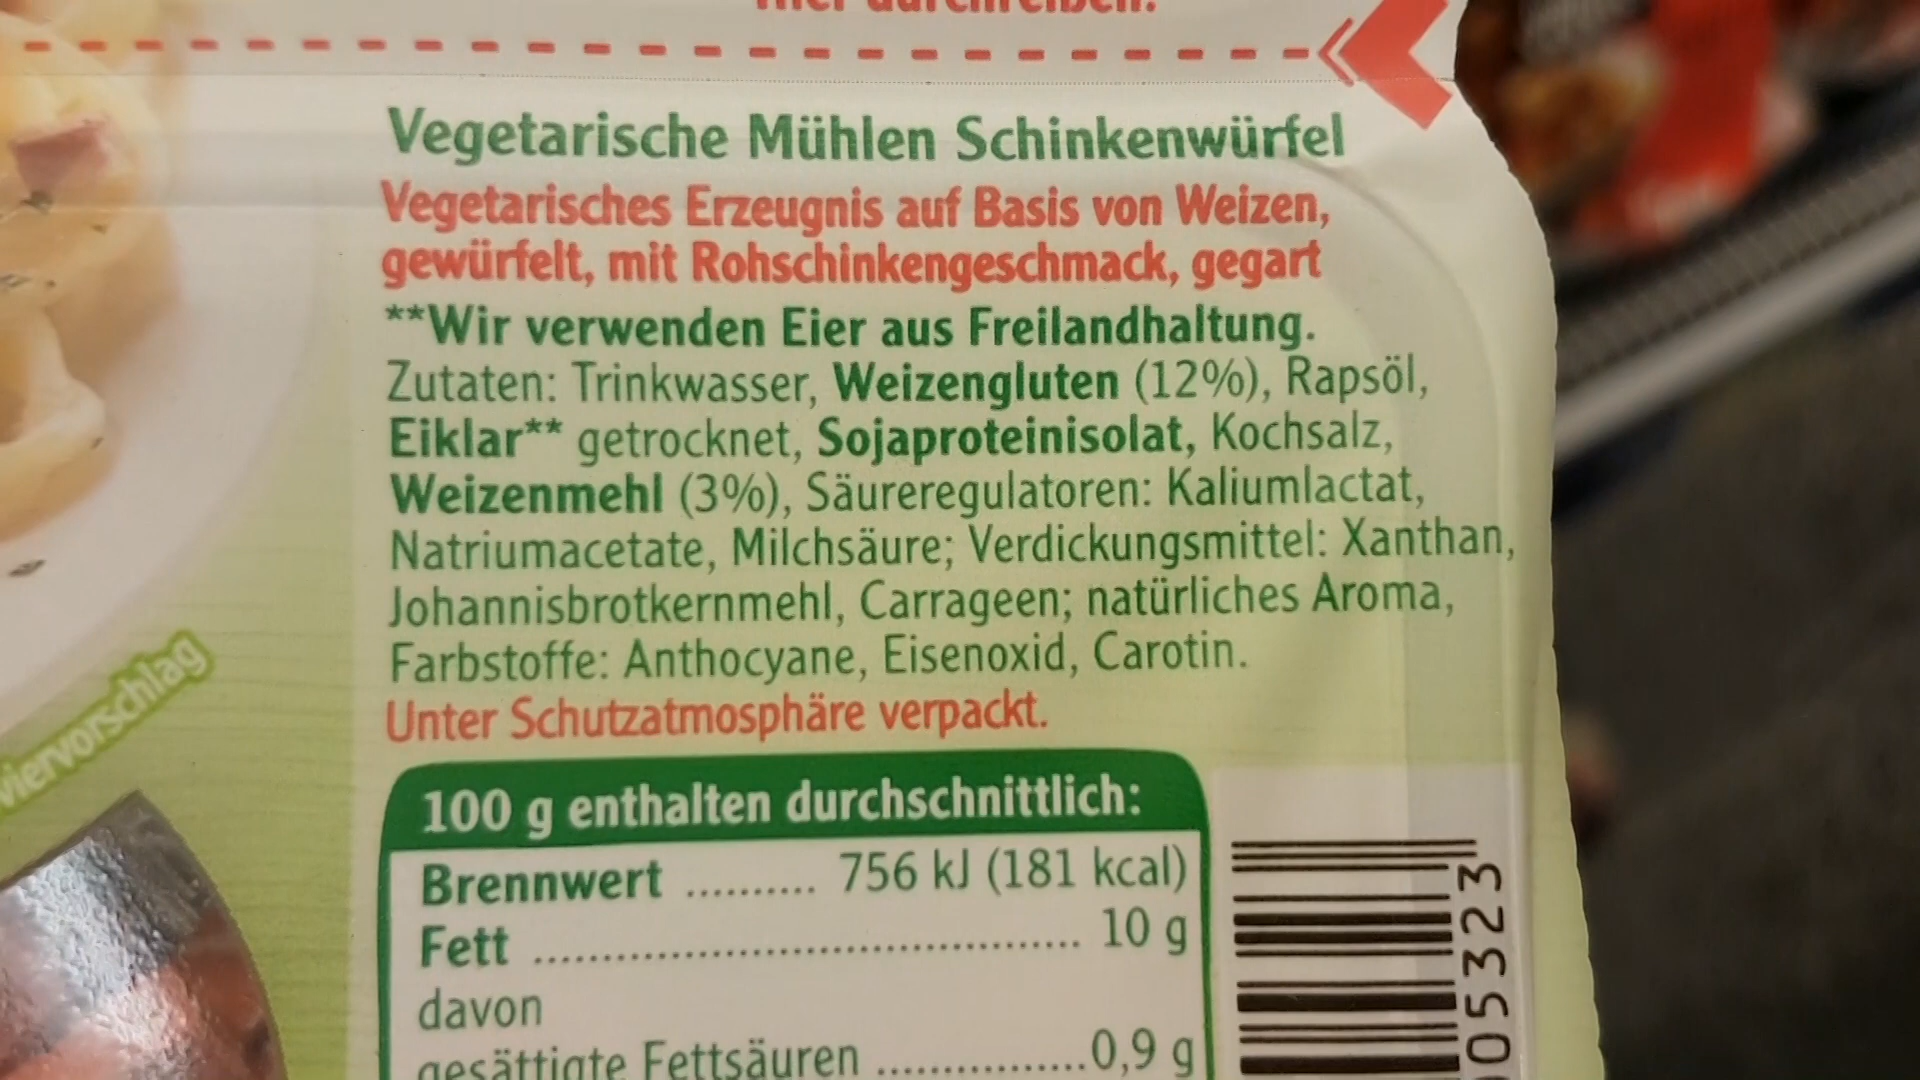 hier durchreiben.
Vegetarische Mühlen Schinkenwürfel
Vegetarisches Erzeugnis auf Basis von Weizen,
gewürfelt, mit Rohschinkengeschmack, gegart
**Wir verwenden Eier aus Freilandhaltung.
Zutaten: Trinkwasser, Weizengluten (12%), Rapsöl,
Eiklar** getrocknet, Sojaproteinisolat, Kochsalz,
Weizenmehl (3%), Säureregulatoren: Kaliumlactat,
Natriumacetate, Milchsäure; Verdickungsmittel: Xanthan,
Johannisbrotkernmehl, Carrageen; natürliches Aroma,
Farbstoffe: Anthocyane, Eisenoxid, Carotin.
Unter Schutzatmosphäre verpackt.
viervorschlag
100 g enthalten durchschnittlich:
Brennwert .......... 756 kJ (181 kcal)
Fett .......................................... 10 g
davon
gesättigte Fettsäuren ................0,9 g
05323